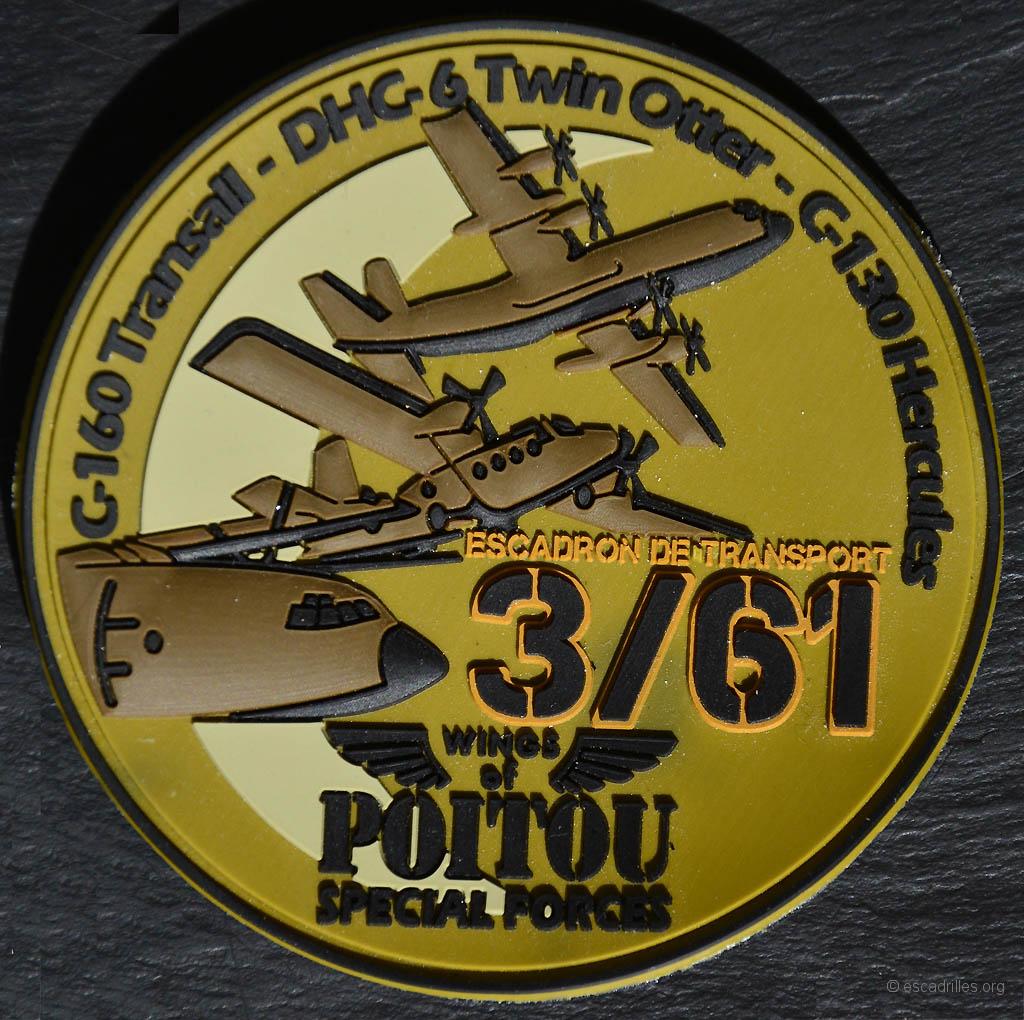 C-160 Transall - DHC-6 Twin Otter - C-130 Hercules
ESCADRON DE TRANSPORT
3/61
WINGS
of
POITOU
SPECIAL FORCES
© escadrilles.org